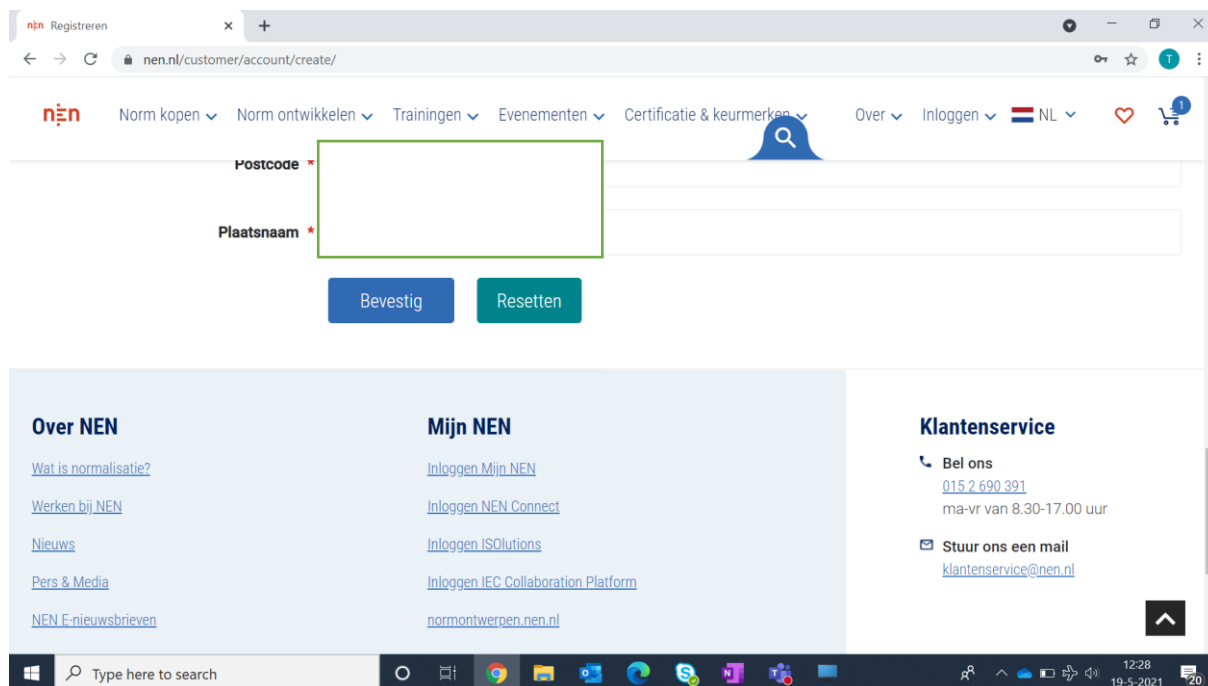 nen Registreren
nen.nl/customer/account/create/
T
nen Norm kopen Norm ontwikkelen Trainingen Evenementen Certificatie & keurmerken Over Inloggen NL 1
Postcode *
Plaatsnaam *
Bevestig Resetten
Over NEN
Wat is normalisatie?
Werken bij NEN
Nieuws
Pers & Media
NEN E-nieuwsbrieven
Mijn NEN
Inloggen Mijn NEN
Inloggen NEN Connect
Inloggen ISOlutions
Inloggen IEC Collaboration Platform
normontwerpen.nen.nl
Klantenservice
Bel ons
015 2 690 391
ma-vr van 8.30-17.00 uur
Stuur ons een mail
klantenservice@nen.nl
Type here to search
12:28
19-5-2021
20